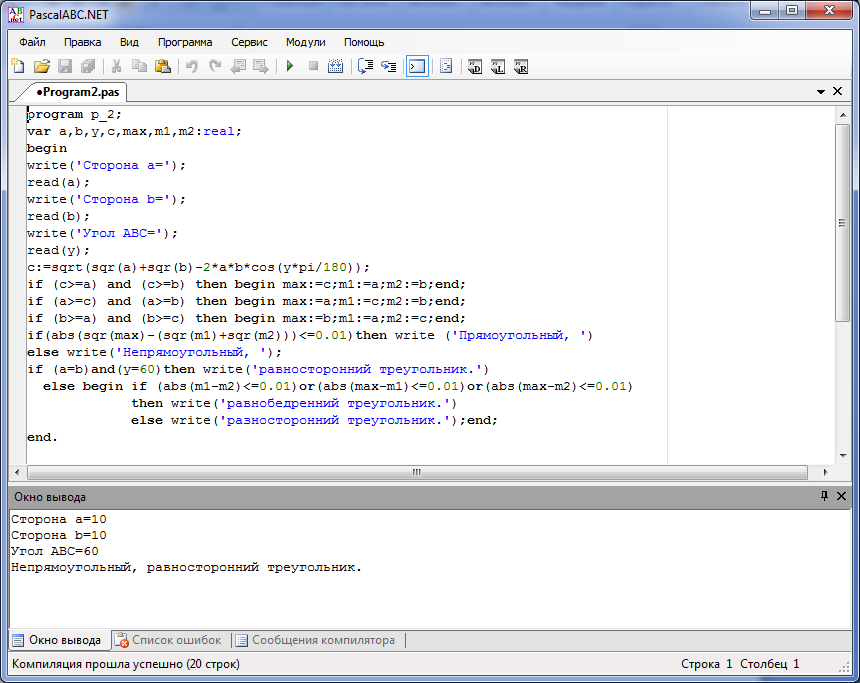 PascalABC.NET
Файл Правка Вид Программа Сервис Модули Помощь
•Program2.pas
program p_2;
var a,b,y,c,max,m1,m2:real;
begin
write('Сторона a=');
read(a);
write('Сторона b=');
read(b);
write('Угол ABC=');
read(y);
c:=sqrt(sqr(a)+sqr(b)-2*a*b*cos(y*pi/180));
if (c>=a) and (c>=b) then begin max:=c;m1:=a;m2:=b;end;
if (a>=c) and (a>=b) then begin max:=a;m1:=c;m2:=b;end;
if (b>=a) and (b>=c) then begin max:=b;m1:=a;m2:=c;end;
if(abs(sqr(max)-(sqr(m1)+sqr(m2)))<=0.01)then write ('Прямоугольный, ')
else write('Непрямоугольный, ');
if (a=b)and(y=60)then write('равносторонний треугольник.')
else begin if (abs(m1-m2)<=0.01)or(abs(max-m1)<=0.01)or(abs(max-m2)<=0.01)
then write('равнобедренний треугольник.')
else write('разносторонний треугольник.');end;
end.
Окно вывода
Сторона a=10
Сторона b=10
Угол ABC=60
Непрямоугольный, равносторонний треугольник.
Окно вывода Список ошибок Сообщения компилятора
Компиляция прошла успешно (20 строк) Строка 1 Столбец 1